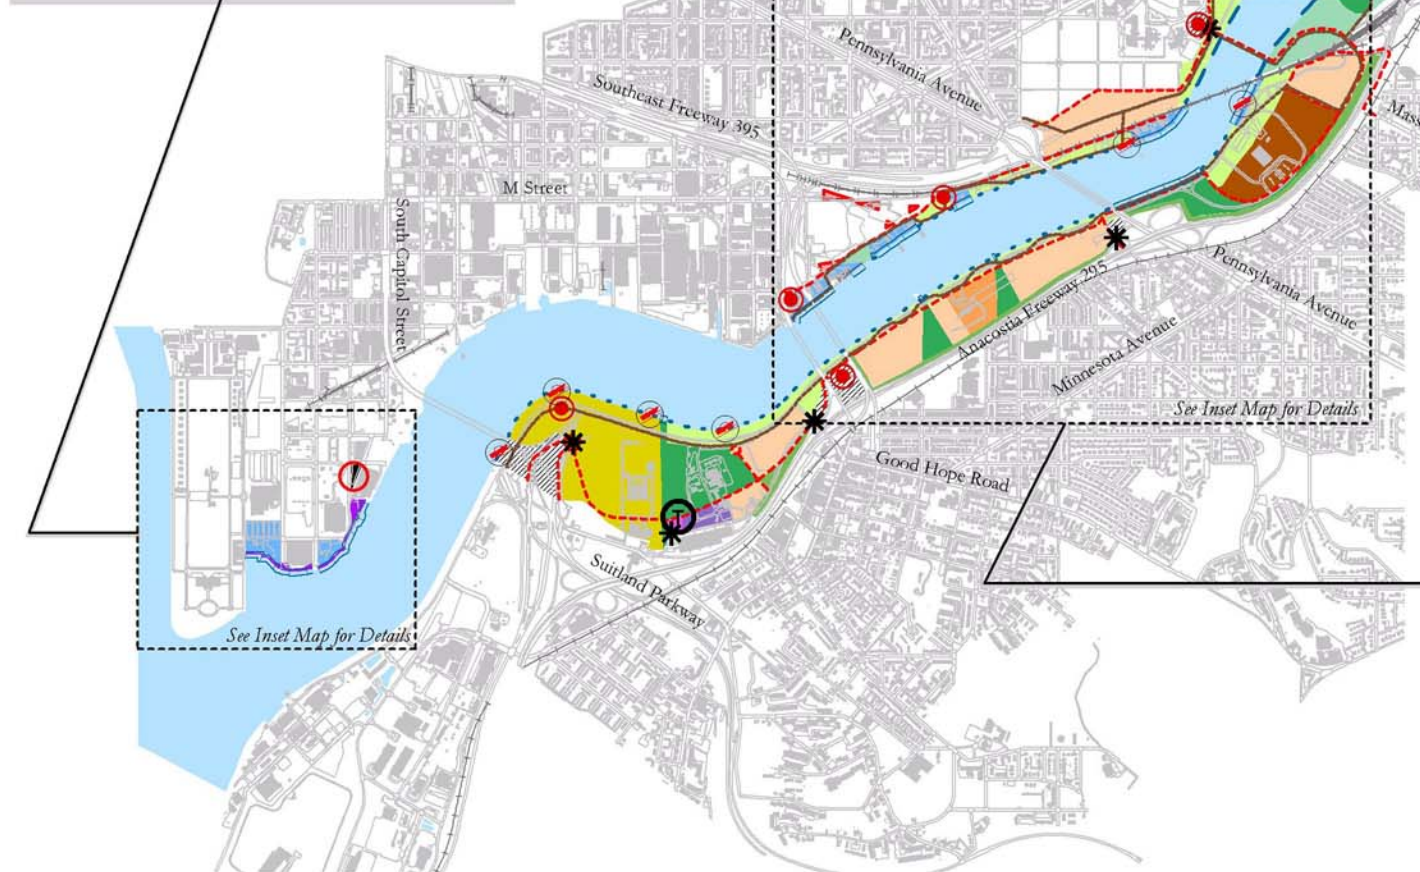 Pennsylvania Avenue
Southeast Freeway 395
Mass
M Street
South Capitol Street
Pennsylvania Avenue
Anacostia Freeway 295
Minnesota Avenue
See Inset Map for Details
Good Hope Road
T
Suitland Parkway
See Inset Map for Details